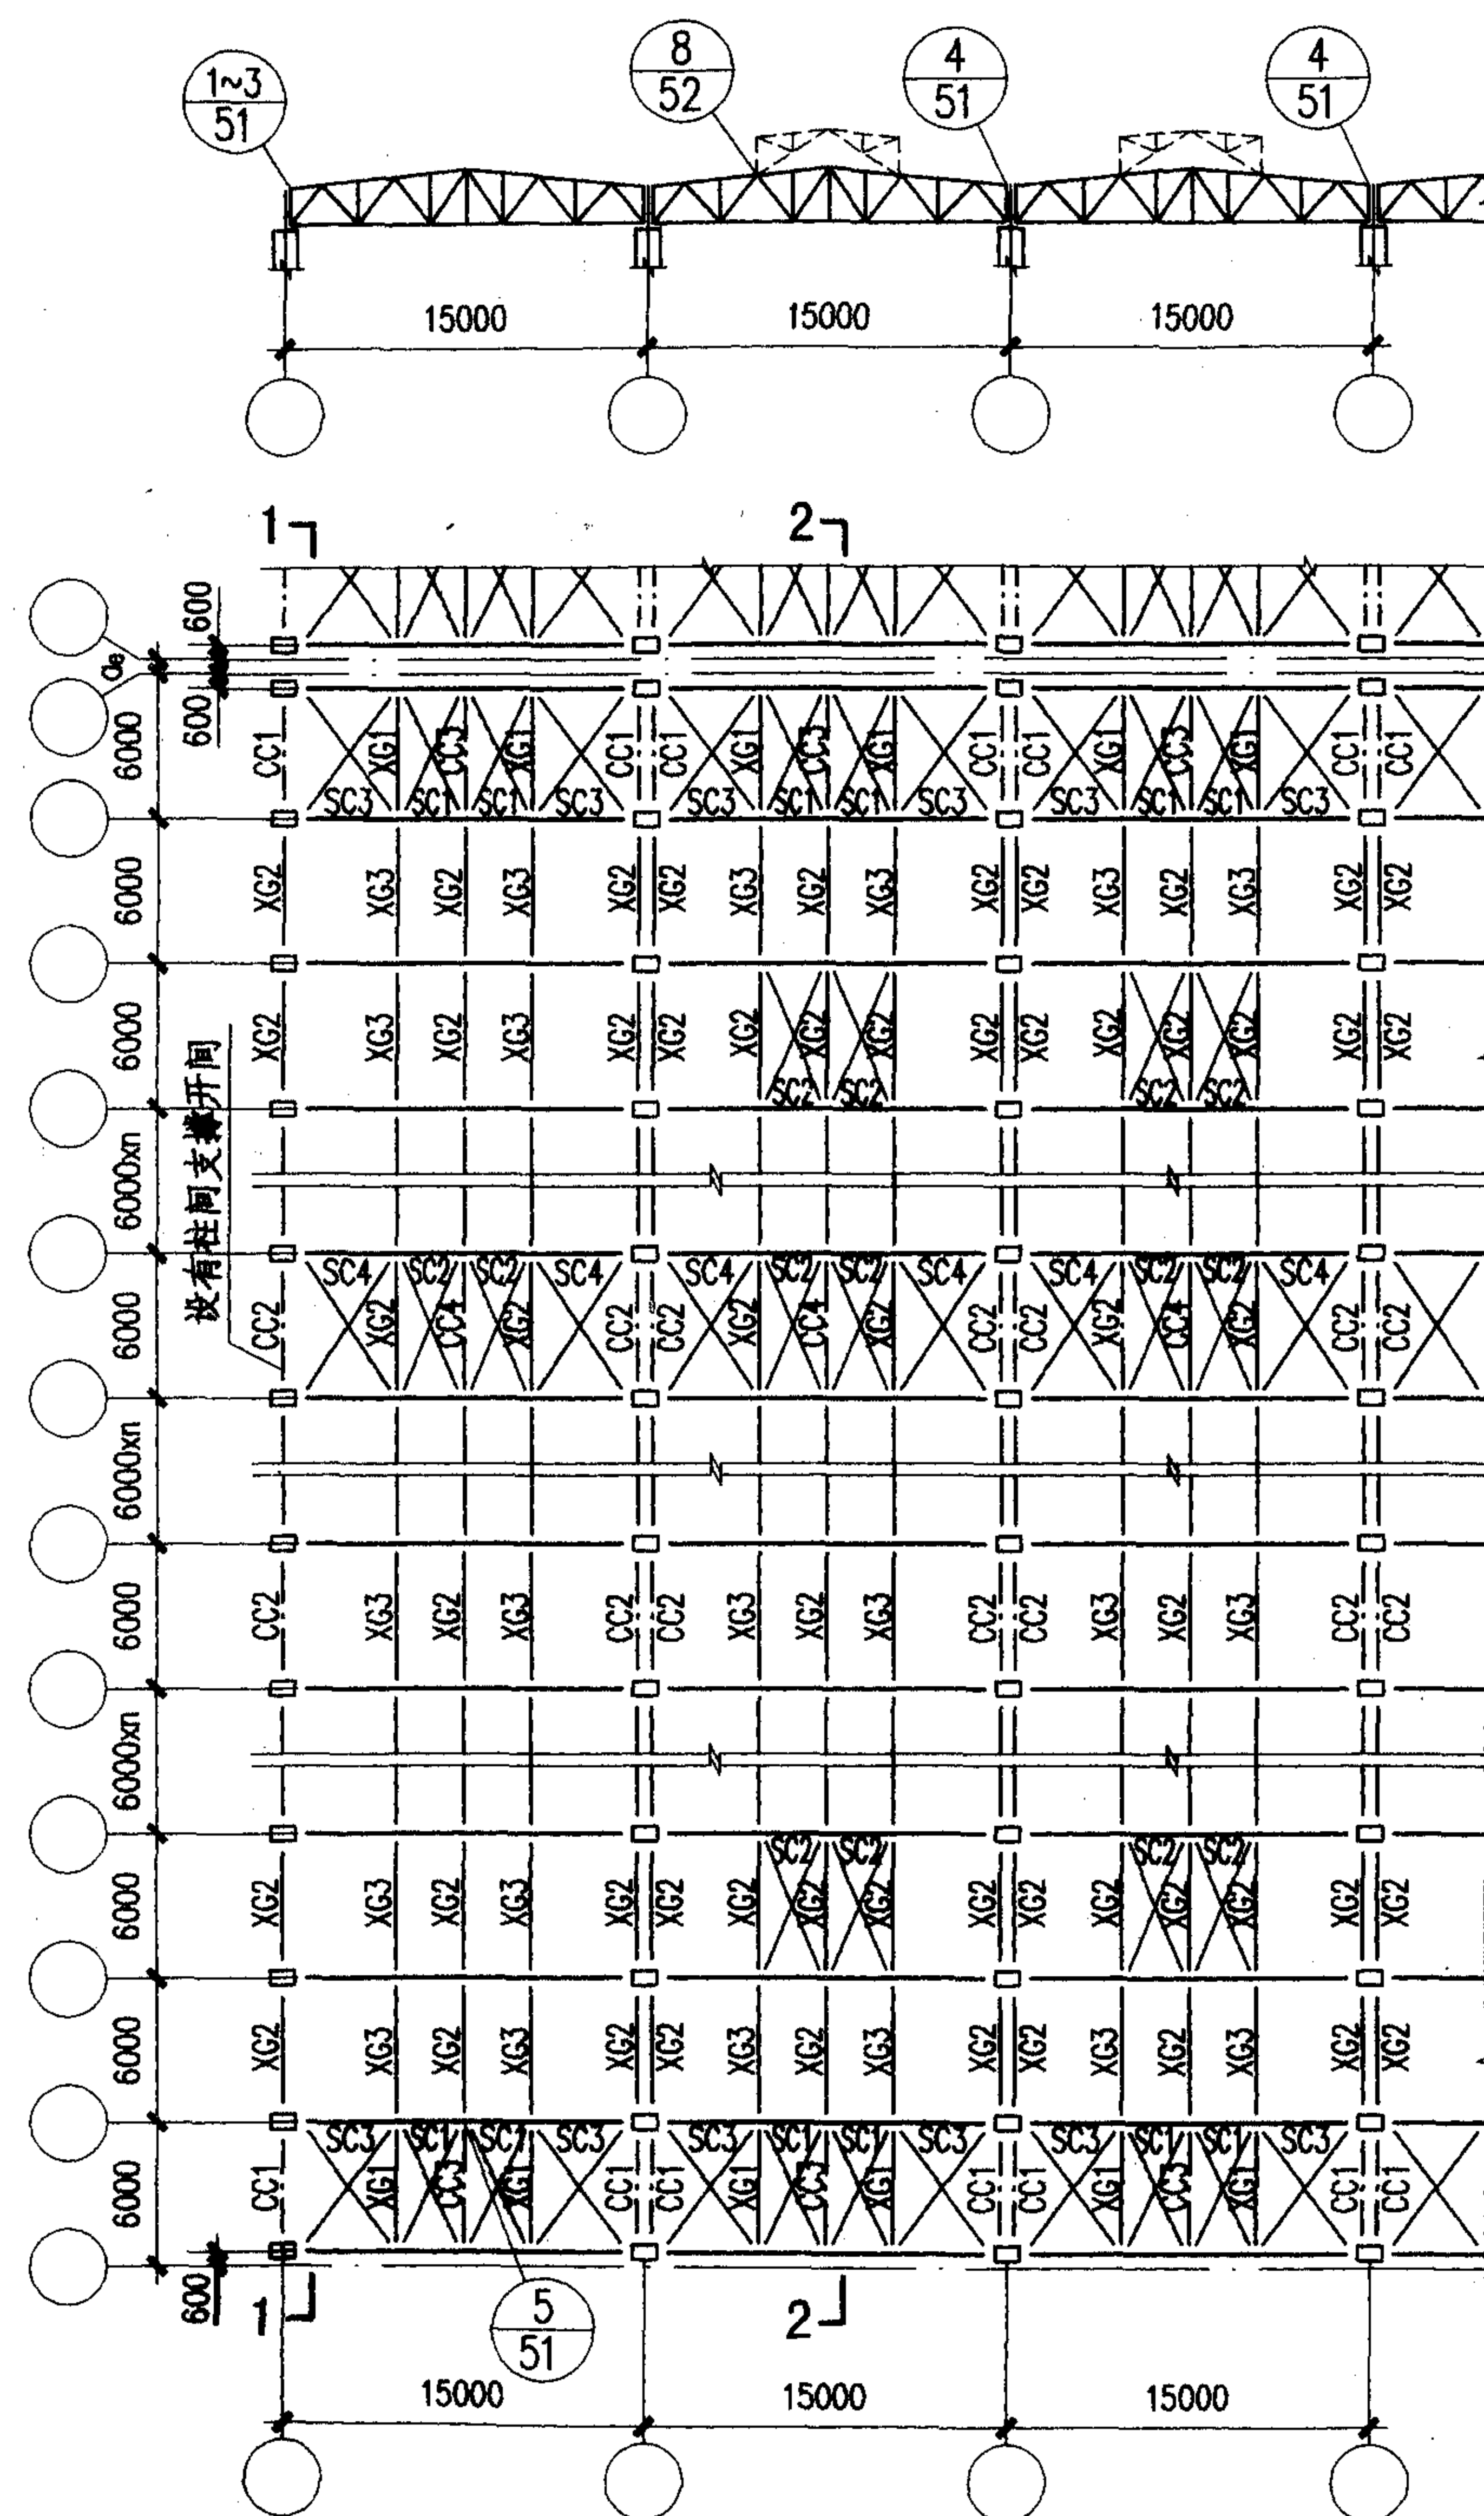 1~3
51
8
52
4
51
4
51
15000 15000 15000
1 2
600
ae
600
6000
CC1 XG1 CC3 XG1 CC1 CC1 XG1 CC3 XG1 CC1 CC1 XG1 CC3 XG1 CC1 CC1
SC3 SC1 SC1 SC3 SC3 SC1 SC1 SC3 SC3 SC1 SC1 SC3
6000
XG2 XG3 XG2 XG3 XG2 XG2 XG3 XG2 XG3 XG2 XG2 XG3 XG2 XG3 XG2 XG2
6000
XG2 XG3 XG2 XG3 XG2 XG2 XG2 XG2 XG2 XG2 XG2 XG2 XG2 XG2 XG2 XG2
SC2 SC2 SC2 SC2
设有柱间支撑开间
6000xn
SC4 SC2 SC2 SC4 SC4 SC2 SC2 SC4 SC4 SC2 SC2 SC4
6000
CC2 XG2 CC4 XG2 CC2 CC2 XG2 CC4 XG2 CC2 CC2 XG2 CC4 XG2 CC2 CC2
6000xn
6000
CC2 XG3 XG2 XG3 CC2 CC2 XG3 XG2 XG3 CC2 CC2 XG3 XG2 XG3 CC2 CC2
6000xn
SC2 SC2 SC2 SC2
6000
XG2 XG3 XG2 XG3 XG2 XG2 XG2 XG2 XG2 XG2 XG2 XG2 XG2 XG2 XG2 XG2
6000
XG2 XG3 XG2 XG3 XG2 XG2 XG3 XG2 XG3 XG2 XG2 XG3 XG2 XG3 XG2 XG2
SC3 SC1 SC1 SC3 SC3 SC1 SC1 SC3 SC3 SC1 SC1 SC3
6000
CC1 XG1 CC3 XG1 CC1 CC1 XG1 CC3 XG1 CC1 CC1 XG1 CC3 XG1 CC1 CC1
600
1 2
5
51
15000 15000 15000